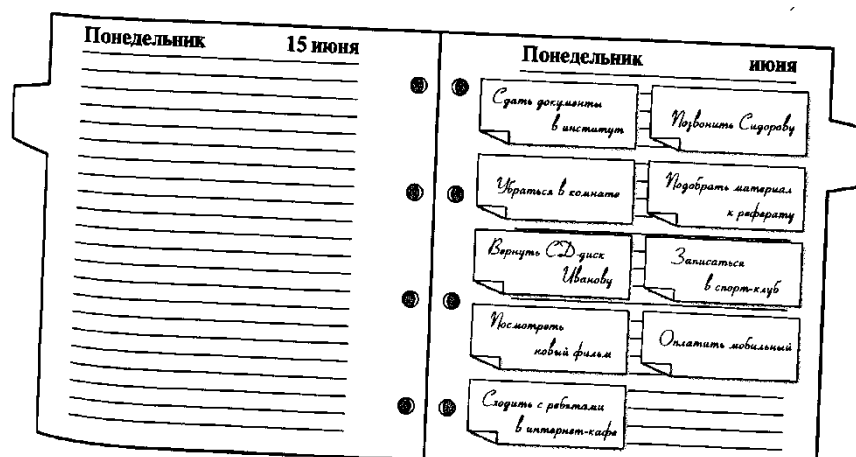 Понедельник 15 июня
Понедельник июня
Сдать документы
в институт
Позвонить Сидорову
Убраться в комнате
Подобрать материал
к реферату
Вернуть CD-диск
Иванову
Записаться
в спорт-клуб
Посмотреть
новый фильм
Оплатить мобильный
Сходить с ребятами
в интернет-кафе